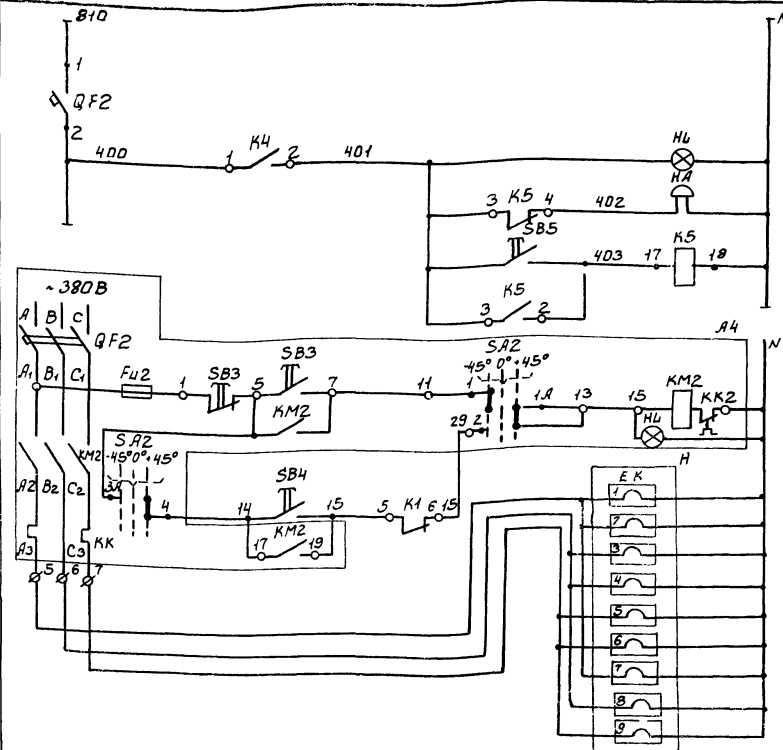 810
1
QF2
2
400
1 K4 2
401
HL
HA
3 K5 4
402
SB5
403
17 K5 18
K5
3 2
~380В
A B C
QF2
A4
N
A1 B1 C1
Fu2
1 SB3 5
SB3
7
KM2
11
SA2
-45° 0° +45°
1
1A
13
15
KM2
KK2
HL
29 2
SA2
-45° 0° +45°
3A
4
KM2
A2 B2 C2
14
SB4
15
17 KM2 19
5 K1 6 15
A3 C3 KK
5 6 7
H
EK
1
2
3
4
5
6
7
8
9